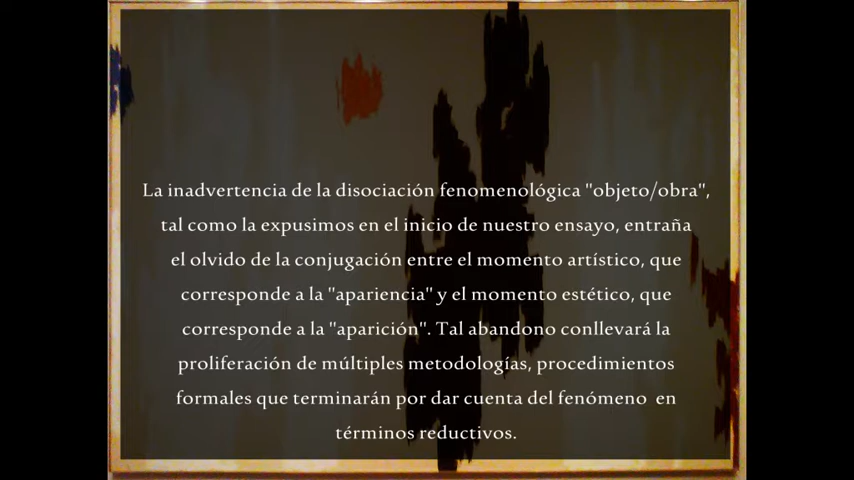 La inadvertencia de la disociación fenomenológica "objeto/obra",
tal como la expusimos en el inicio de nuestro ensayo, entraña
el olvido de la conjugación entre el momento artístico, que
corresponde a la "apariencia" y el momento estético, que
corresponde a la "aparición". Tal abandono conllevará la
proliferación de múltiples metodologías, procedimientos
formales que terminarán por dar cuenta del fenómeno  en
términos reductivos.